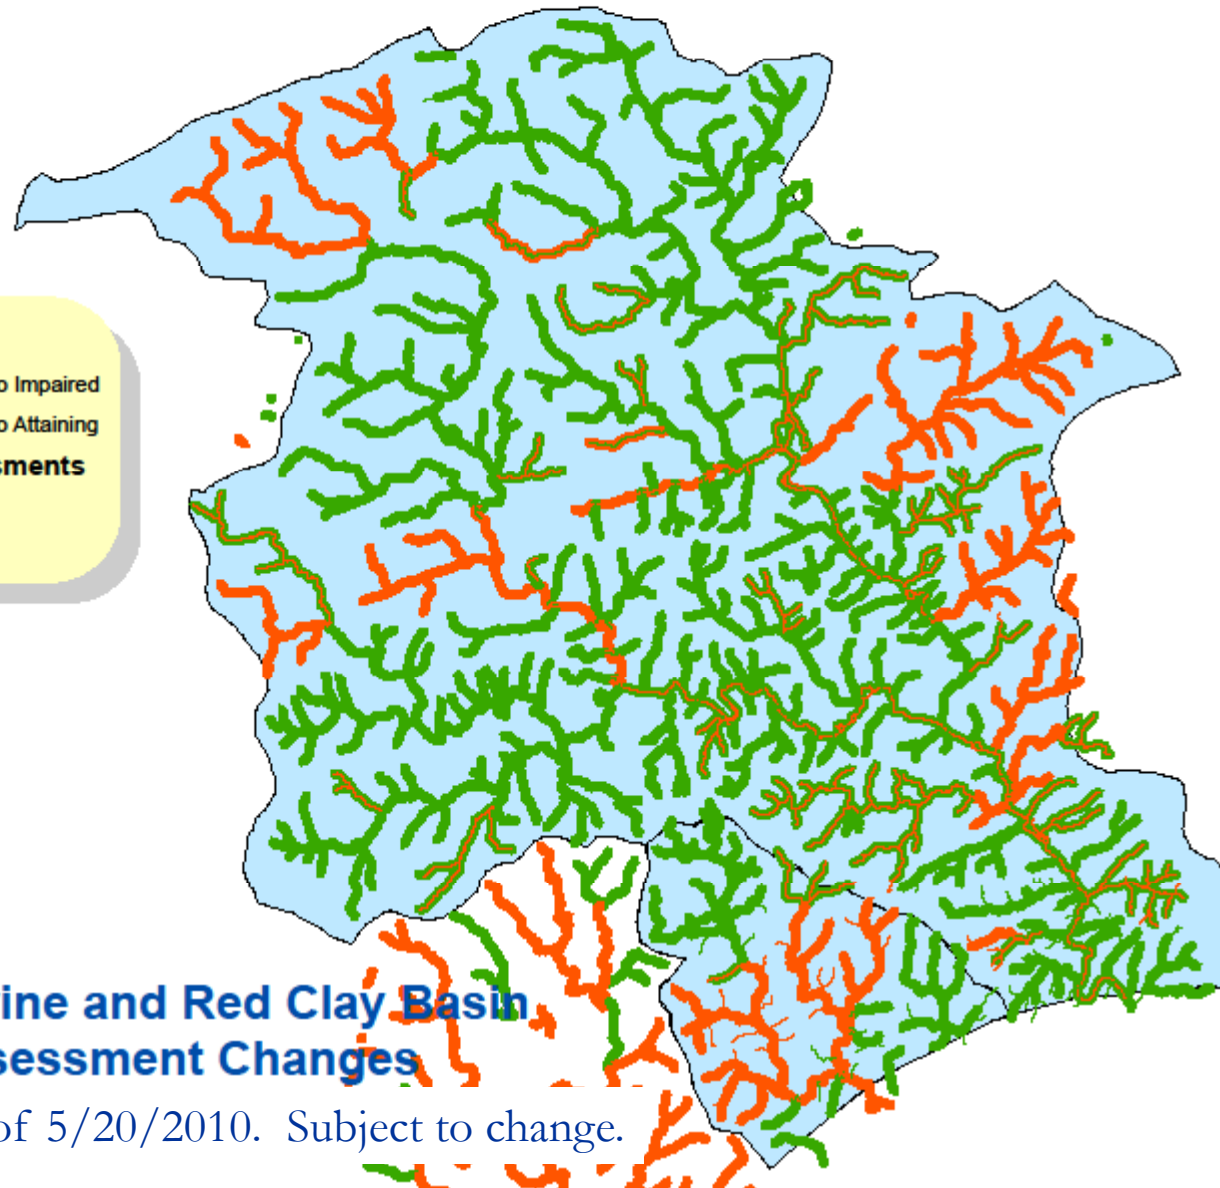 o Impaired
o Attaining
sments
ine and Red Clay Basin
sessment Changes
of 5/20/2010. Subject to change.